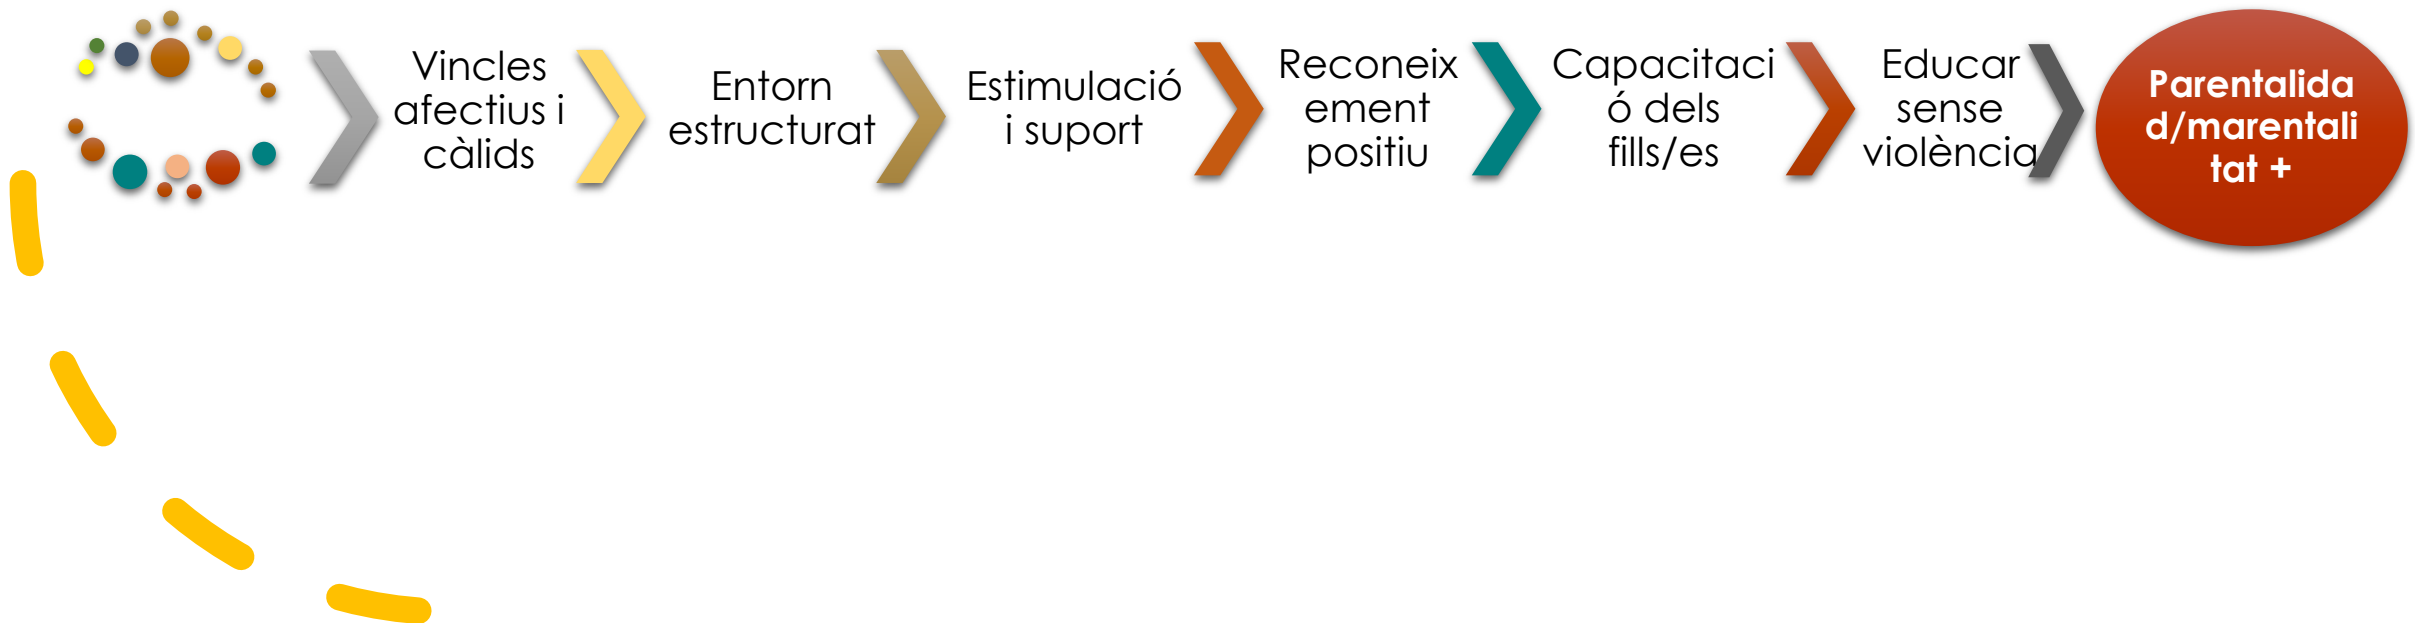 Vincles
afectius i
càlids
Entorn
estructurat
Estimulació
i suport
Reconeix
ement
positiu
Capacitaci
ó dels
fills/es
Educar
sense
violència
Parentalida
d/marentali
tat +